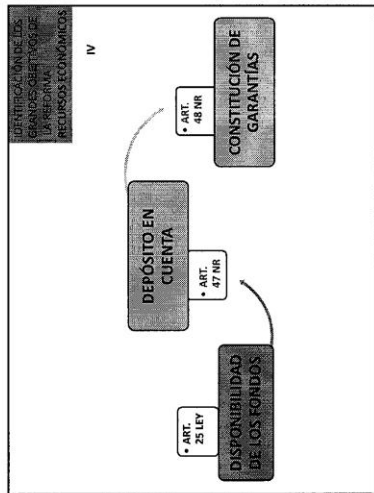 IDENTIFICACIÓN DE LOS
GRANDES OBJETIVOS DE
LA REFORMA
RECURSOS ECONÓMICOS
IV
• ART.
25 LEY
DISPONIBILIDAD
DE LOS FONDOS
DEPÓSITO EN
CUENTA
• ART.
47 NR
• ART.
48 NR
CONSTITUCIÓN DE
GARANTÍAS